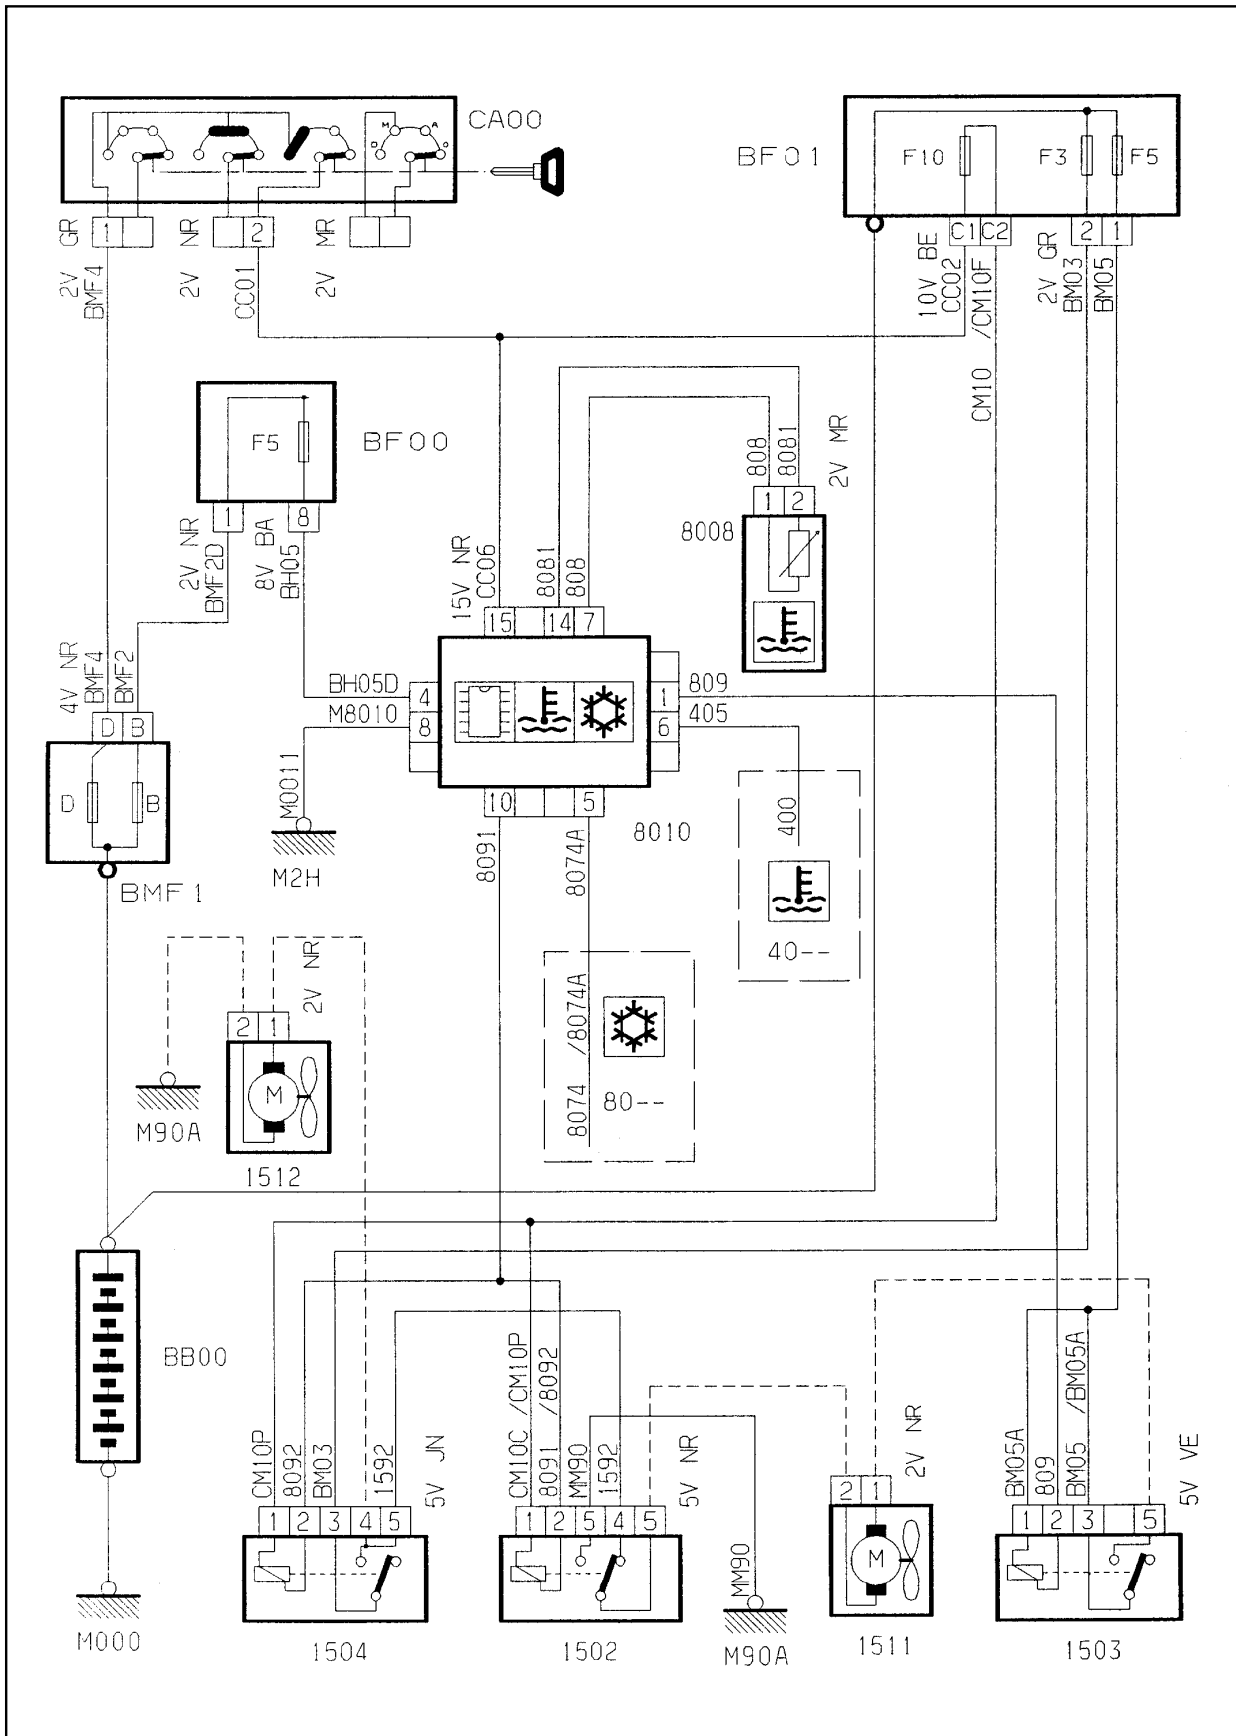 CA00
M
A
O
O
1
2
2V GR
BMF4
2V NR
CC01
2V MR
BF01
F10
F3
F5
C1
C2
2
1
10V BE
CC02
CM10 /CM10F
2V GR
BM03
BM05
BF00
F5
1
8
2V NR
BMF2D
8V BA
BH05
808
8081
2V MR
1
2
8008
15V NR
CC06
8081
808
15
14
7
4V NR
BMF4
BMF2
D
B
D
B
BMF1
BH05D
M8010
4
8
1
6
809
405
10
5
8010
M0011
M2H
8091
8074A
400
40--
8074 /8074A
80--
2V NR
2
1
M
1512
M90A
BB00
M000
CM10P
8092
BM03
1592
5V JN
1
2
3
4
5
1504
CM10C /CM10P
8091 /8092
MM90
1592
5V NR
1
2
5
4
5
1502
MM90
M90A
2V NR
2
1
M
1511
BM05A
809
BM05 /BM05A
5V VE
1
2
3
5
1503